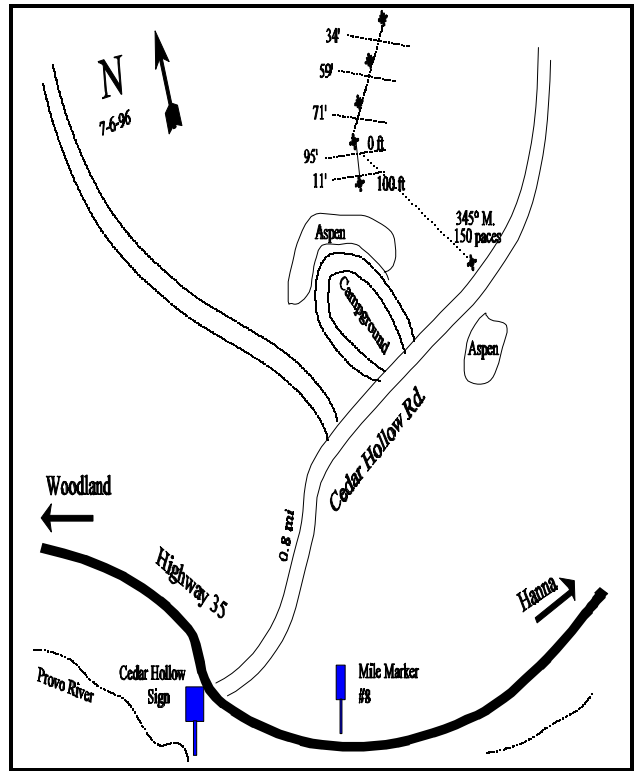 34'
N
59'
7-6-96
71'
0 ft
95'
11'
100 ft
345° M.
150 paces
Aspen
Campground
Aspen
Cedar Hollow Rd.
Woodland
0.8 mi
Highway 35
Hanna
Provo River
Cedar Hollow
Sign
Mile Marker
#8